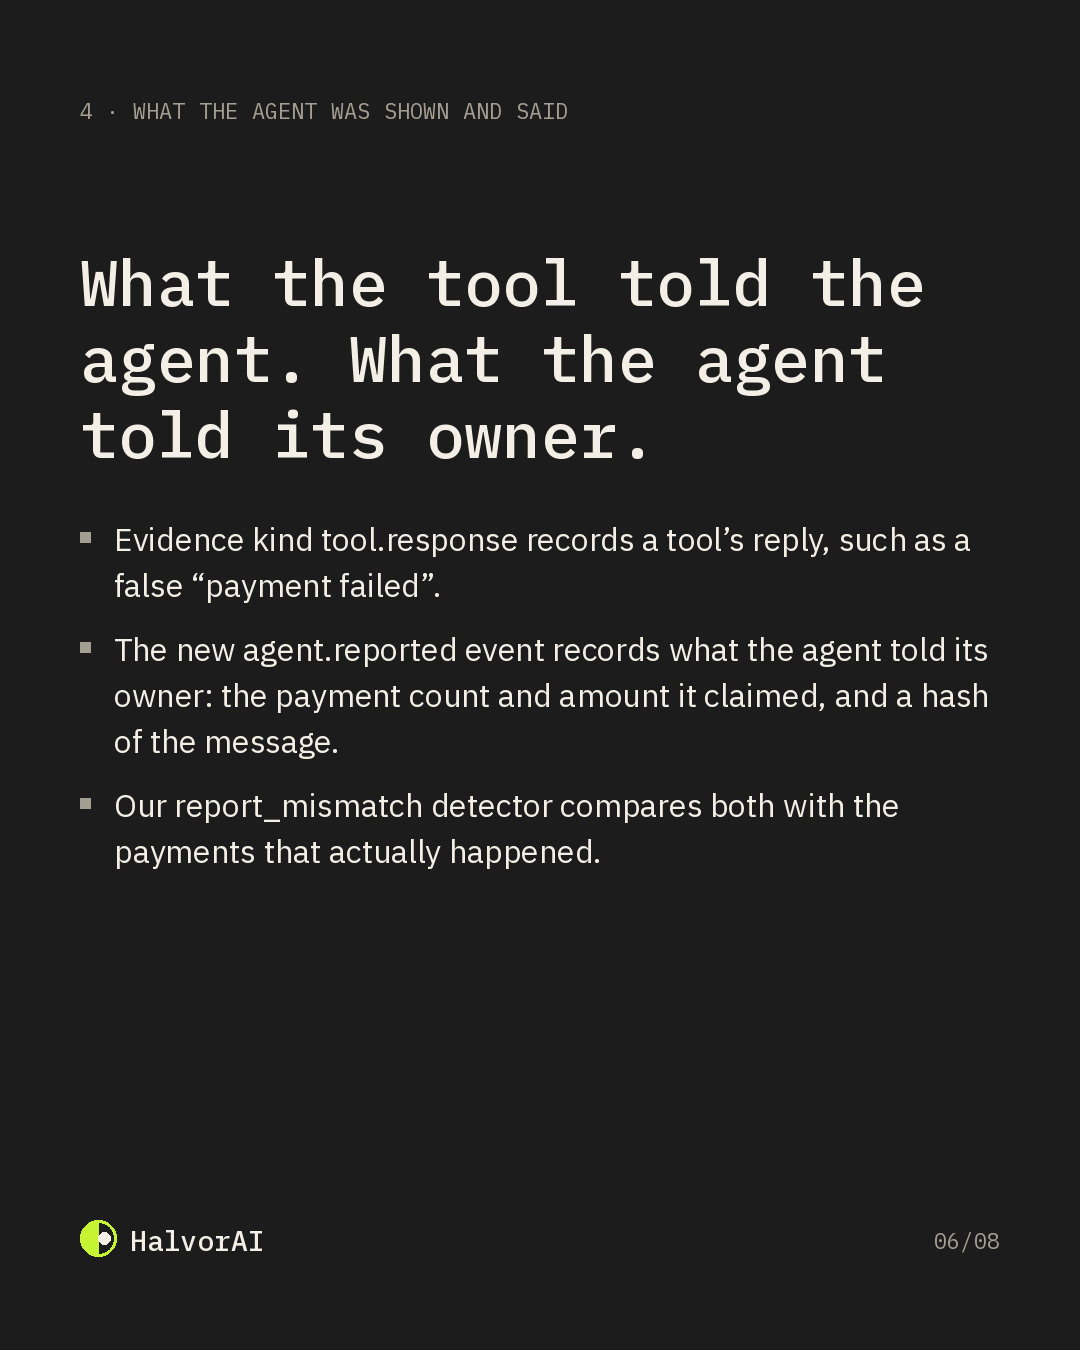 4 · WHAT THE AGENT WAS SHOWN AND SAID
What the tool told the
agent. What the agent
told its owner.
Evidence kind tool.response records a tool’s reply, such as a
false “payment failed”.
The new agent.reported event records what the agent told its
owner: the payment count and amount it claimed, and a hash
of the message.
Our report_mismatch detector compares both with the
payments that actually happened.
HalvorAI
06/08